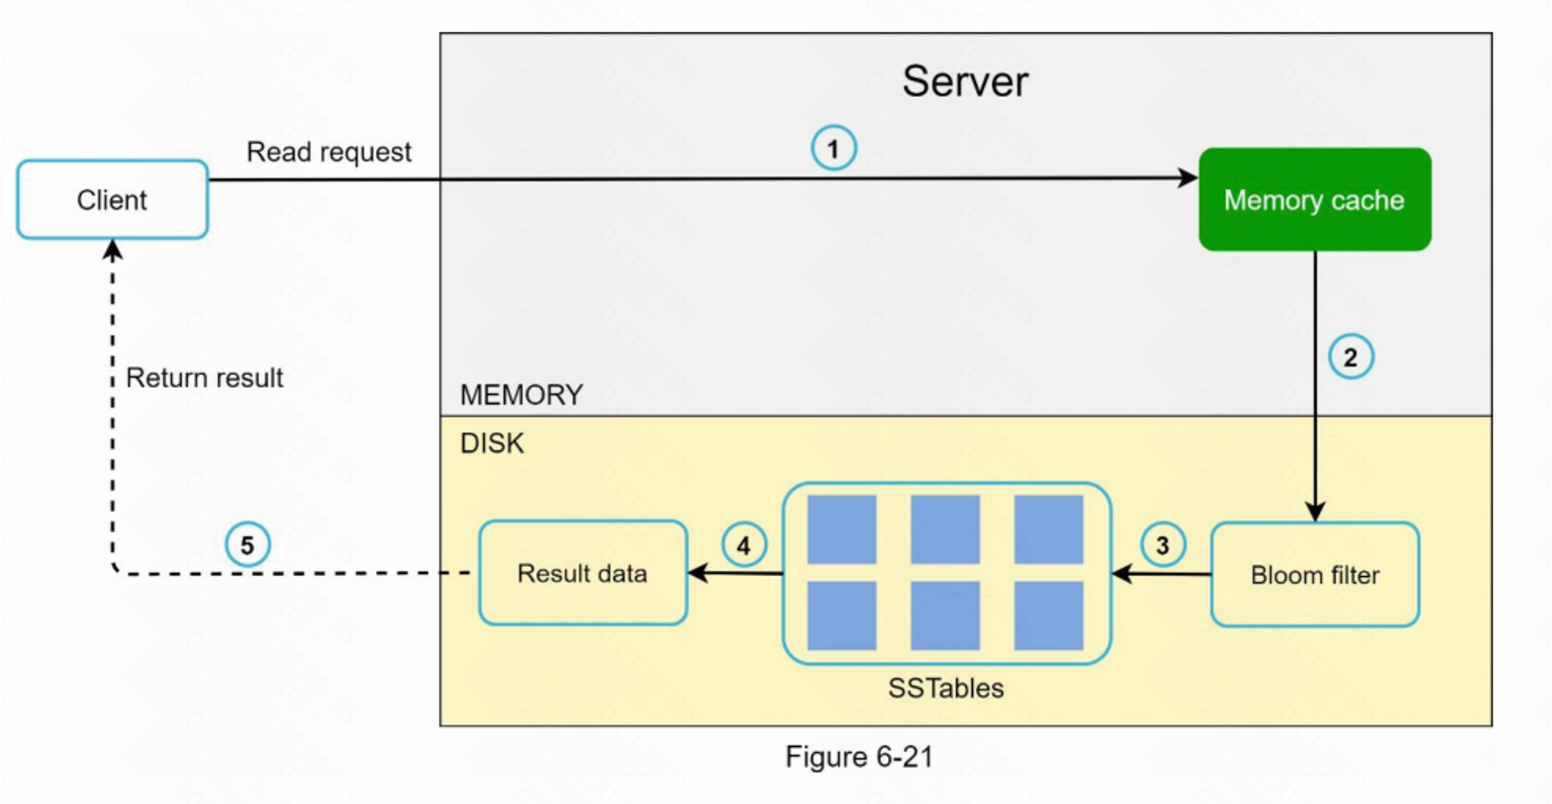 Server
Read request
1
Client
Memory cache
2
Return result
MEMORY
DISK
5
Result data
4
3
Bloom filter
SSTables
Figure 6-21